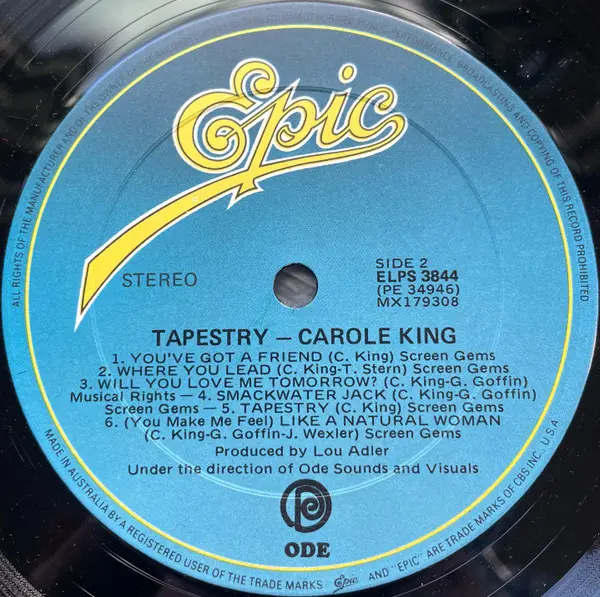 ALL RIGHTS OF THE MANUFACTURER AND OF THE OWNER OF THE RECORDED WORK RESERVED. UNAUTHORISED PUBLIC PERFORMANCE, BROADCASTING AND COPYING OF THIS RECORD PROHIBITED
Epic
STEREO
SIDE 2
ELPS 3844
(PE 34946)
MX179308
TAPESTRY – CAROLE KING
1. YOU'VE GOT A FRIEND (C. King) Screen Gems
2. WHERE YOU LEAD (C. King-T. Stern) Screen Gems
3. WILL YOU LOVE ME TOMORROW? (C. King-G. Goffin)
Musical Rights – 4. SMACKWATER JACK (C. King-G. Goffin)
Screen Gems – 5. TAPESTRY (C. King) Screen Gems
6. (You Make Me Feel) LIKE A NATURAL WOMAN
(C. King-G. Goffin-J. Wexler) Screen Gems
Produced by Lou Adler
Under the direction of Ode Sounds and Visuals
ODE
MADE IN AUSTRALIA BY A REGISTERED USER OF THE TRADE MARKS Epic AND "EPIC" ARE TRADE MARKS OF CBS INC. U.S.A.